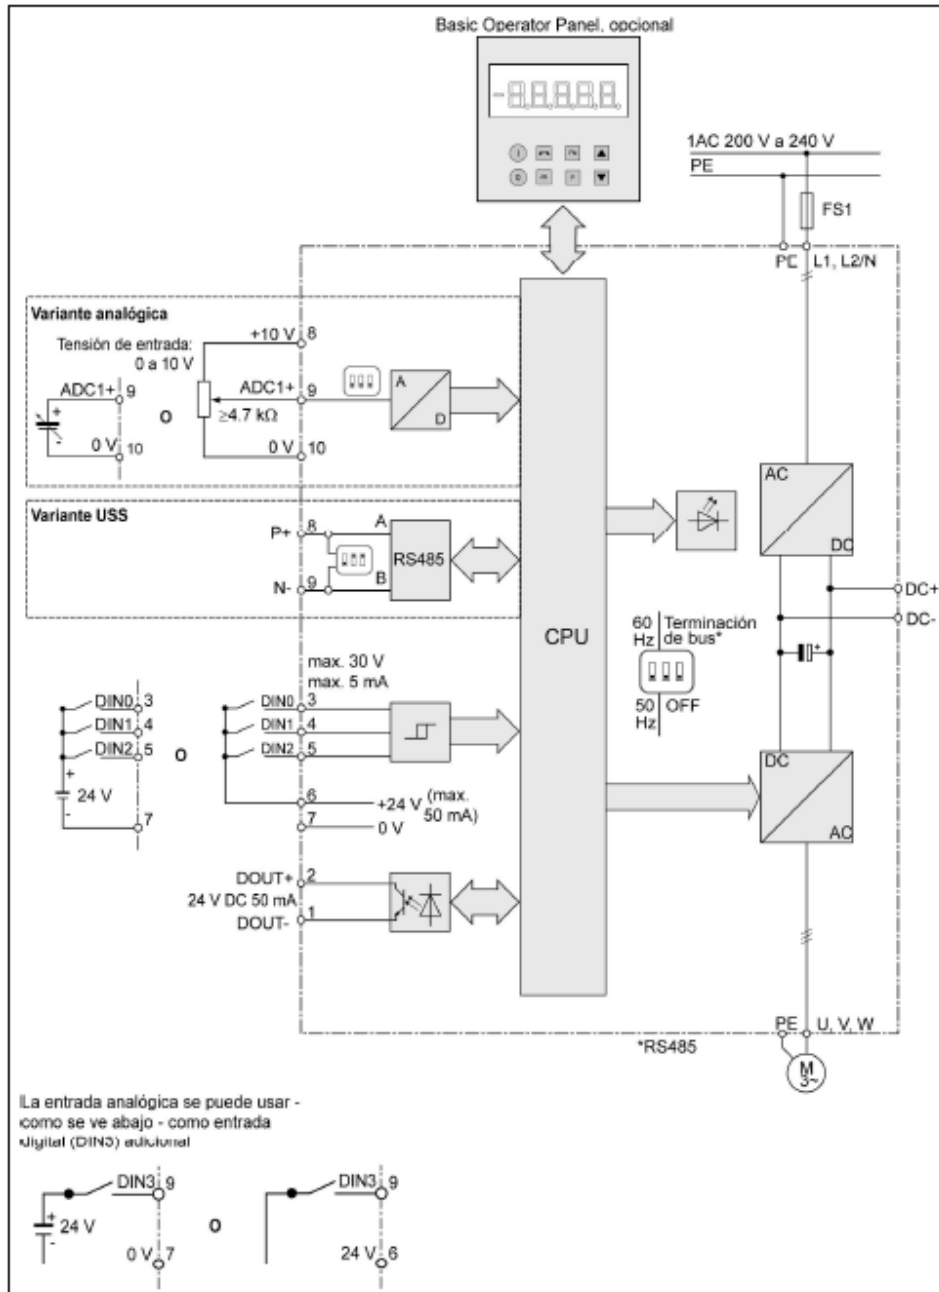 Basic Operator Panel, opcional
-8.8.8.8.8.
1AC 200 V a 240 V
PE
FS1
PE L1, L2/N
Variante analógica
Tensión de entrada:
0 a 10 V
+10 V 8
ADC1+ 9
O
ADC1+ 9
≥4.7 kΩ
A
D
+
-
0 V 10
0 V 10
Variante USS
P+ 8 A
RS485
N- 9 B
AC
DC
DC+
DC-
CPU
60 Hz Terminación de bus*
50 Hz OFF
max. 30 V
max. 5 mA
DIN0 3
DIN1 4
DIN2 5
+
24 V
-
7
O
DIN0 3
DIN1 4
DIN2 5
6 +24 V (max. 50 mA)
7 0 V
DC
AC
DOUT+ 2
24 V DC 50 mA
DOUT- 1
PE U, V, W
*RS485
M
3~
La entrada analógica se puede usar -
como se ve abajo - como entrada
digital (DIN3) adicional
DIN3 9
+
24 V
-
0 V 7
O
DIN3 9
24 V 6